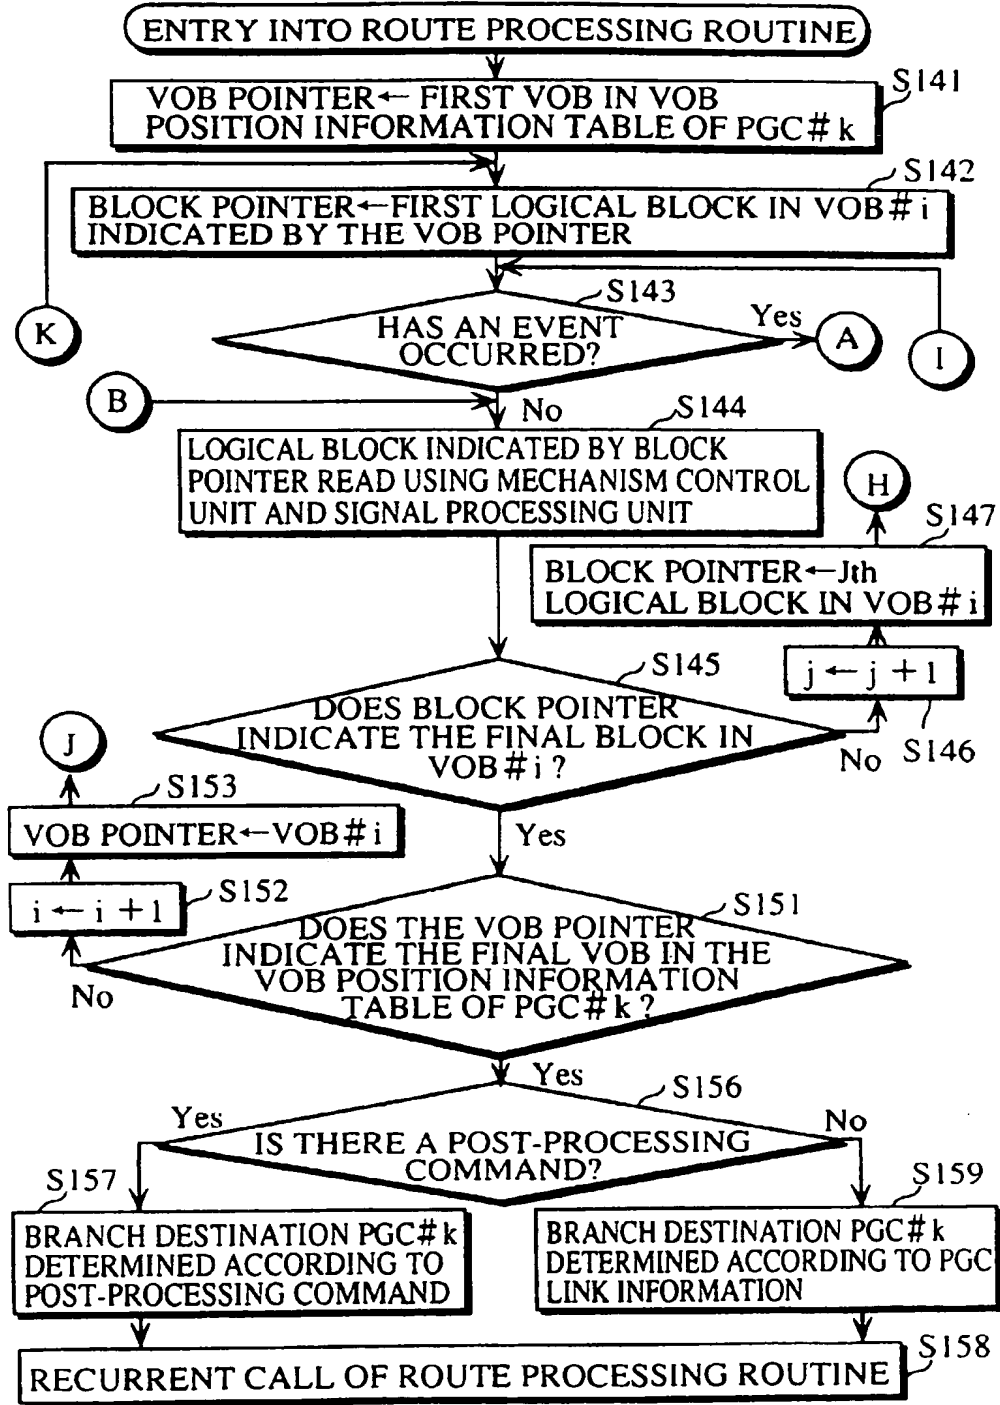 ENTRY INTO ROUTE PROCESSING ROUTINE
S141
VOB POINTER← FIRST VOB IN VOB
POSITION INFORMATION TABLE OF PGC# k
S142
BLOCK POINTER←FIRST LOGICAL BLOCK IN VOB# i
INDICATED BY THE VOB POINTER
S143
HAS AN EVENT
OCCURRED?
Yes
A
K
I
B
No
S144
LOGICAL BLOCK INDICATED BY BLOCK
POINTER READ USING MECHANISM CONTROL
UNIT AND SIGNAL PROCESSING UNIT
H
S147
BLOCK POINTER←Jth
LOGICAL BLOCK IN VOB# i
j ← j + 1
S146
S145
DOES BLOCK POINTER
INDICATE THE FINAL BLOCK IN
VOB# i ?
No
Yes
J
S153
VOB POINTER←VOB# i
S152
i ← i + 1
S151
DOES THE VOB POINTER
INDICATE THE FINAL VOB IN THE
VOB POSITION INFORMATION
TABLE OF PGC# k ?
No
Yes
S156
IS THERE A POST-PROCESSING
COMMAND?
Yes
No
S157
BRANCH DESTINATION PGC# k
DETERMINED ACCORDING TO
POST-PROCESSING COMMAND
S159
BRANCH DESTINATION PGC# k
DETERMINED ACCORDING TO PGC
LINK INFORMATION
S158
RECURRENT CALL OF ROUTE PROCESSING ROUTINE